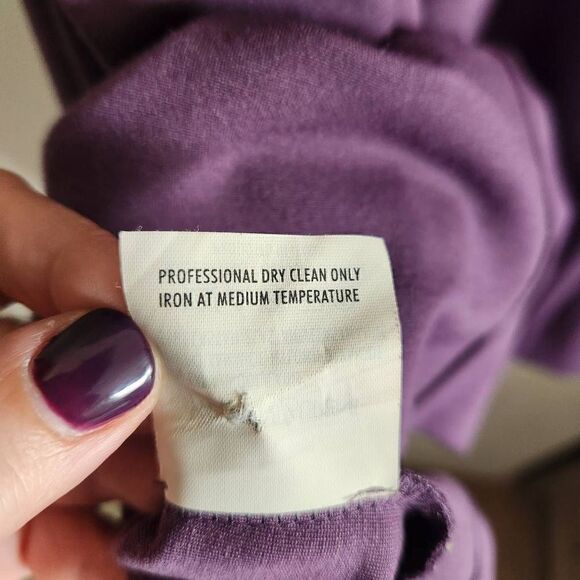 PROFESSIONAL DRY CLEAN ONLY
IRON AT MEDIUM TEMPERATURE